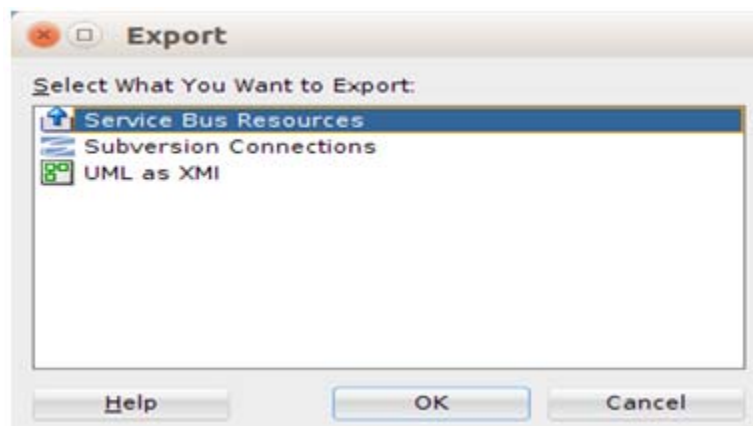 Export
Select What You Want to Export:
Service Bus Resources
Subversion Connections
UML as XMI
Help
OK
Cancel